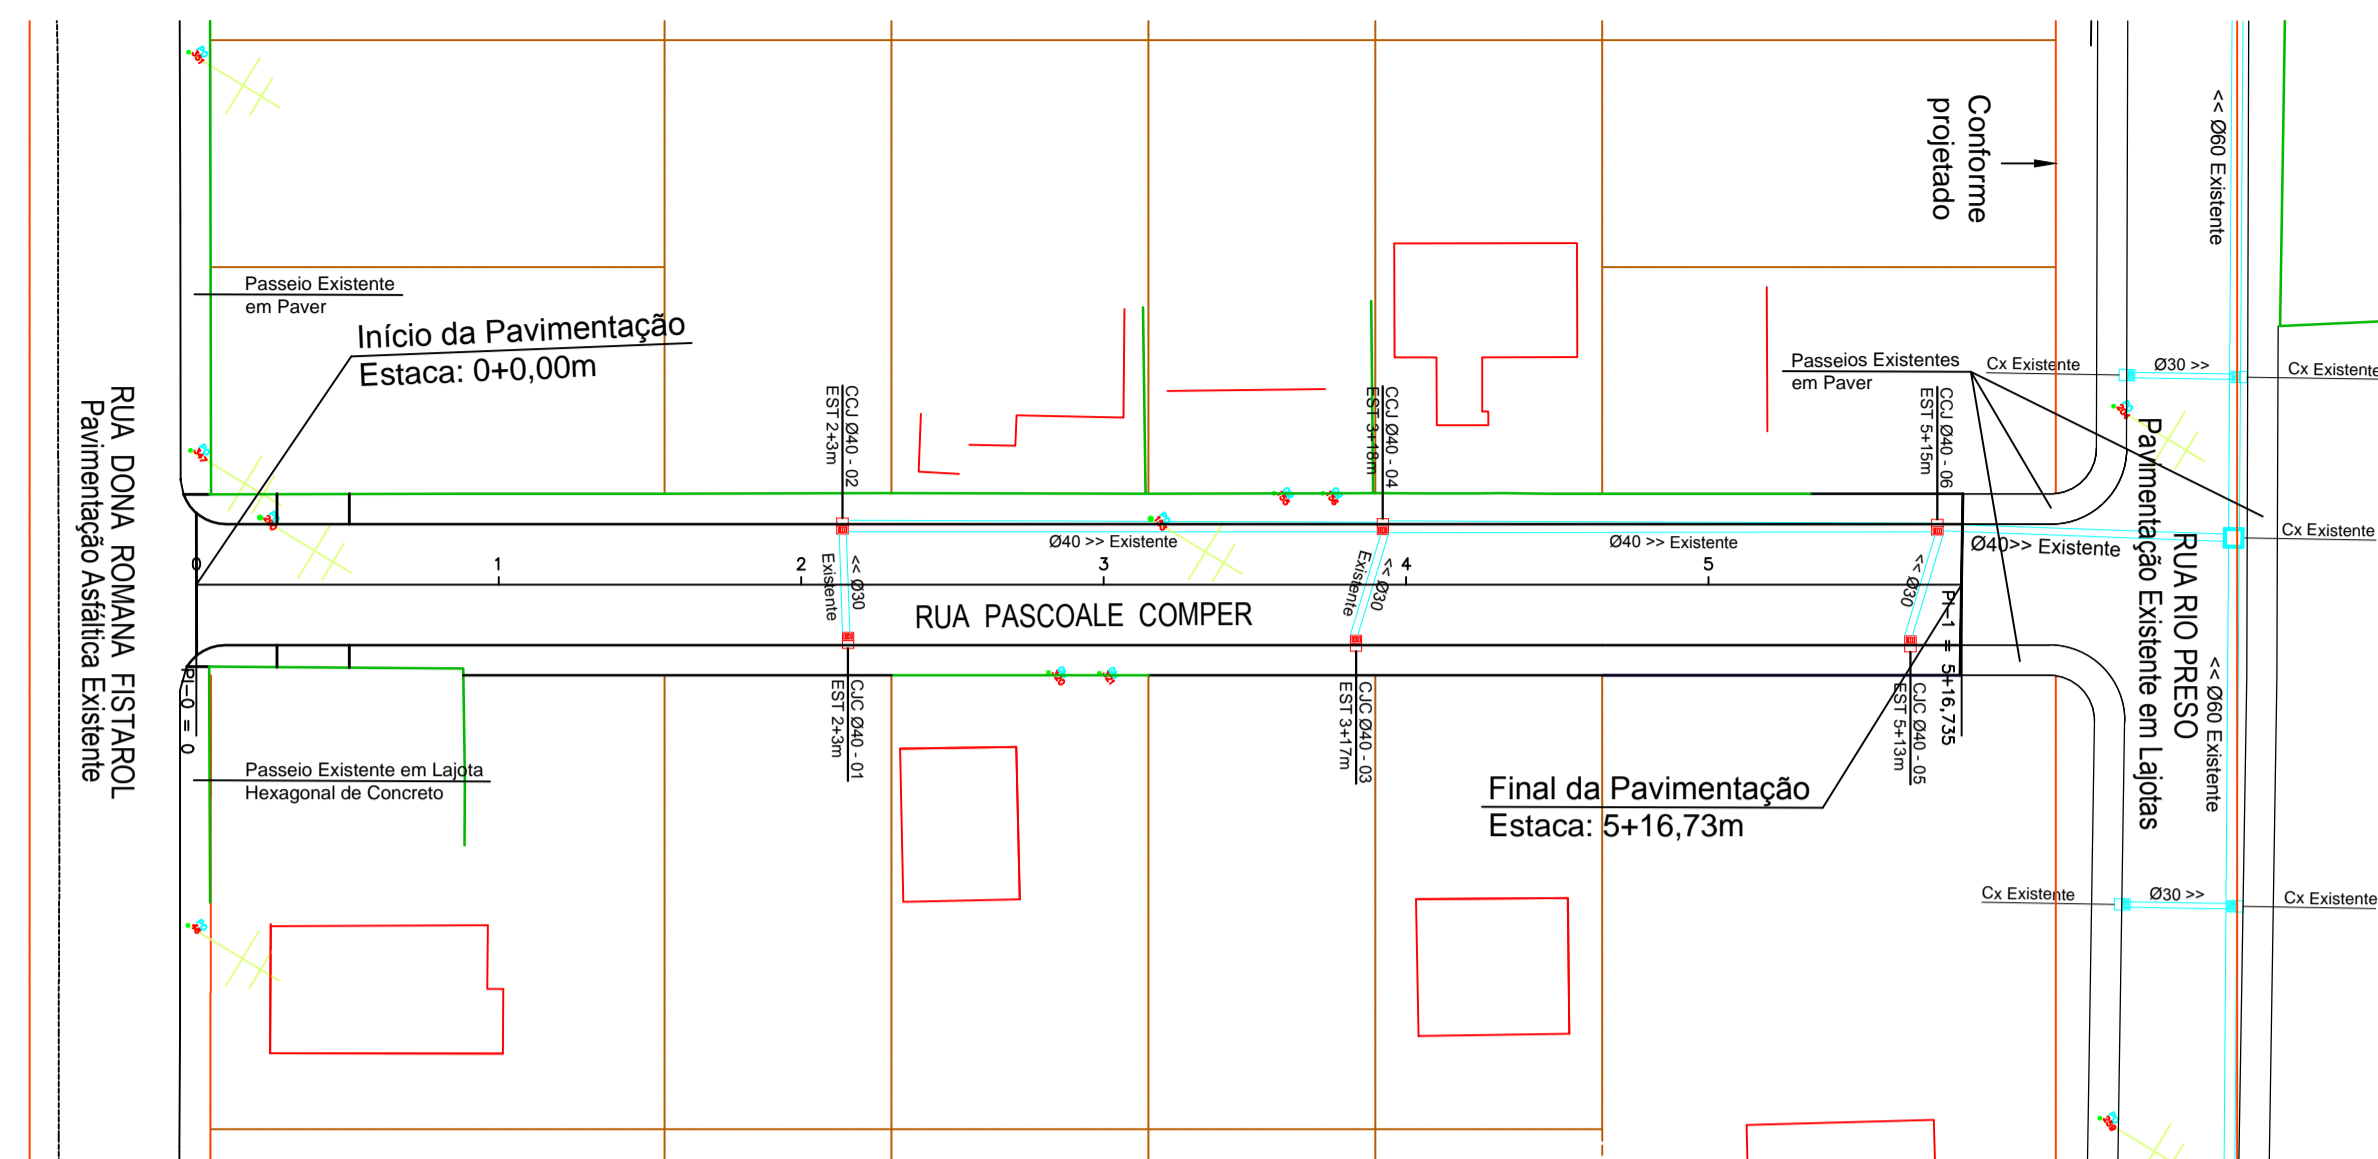 << Ø60 Existente
Conforme
projetado
Passeio Existente
em Paver
Início da Pavimentação
Estaca: 0+0,00m
RUA DONA ROMANA FISTAROL
Pavimentação Asfáltica Existente
CCJ Ø40 - 02
EST 2+3m
CCJ Ø40 - 04
EST 3+18m
CCJ Ø40 - 06
EST 5+15m
Passeios Existentes
em Paver
Cx Existente
Ø30 >>
Cx Existente
RUA RIO PRESO
Pavimentação Existente em Lajotas
Cx Existente
Ø40 >> Existente
Ø40 >> Existente
Ø40>> Existente
0
1
2
3
4
5
<< Ø30
Existente
<< Ø30
Existente
<< Ø30
RUA PASCOALE COMPER
PI-0 = 0
PI-1 = 5+16,735
CJC Ø40 - 01
EST 2+3m
CJC Ø40 - 03
EST 3+17m
CJC Ø40 - 05
EST 5+13m
<< Ø60 Existente
Passeio Existente em Lajota
Hexagonal de Concreto
Final da Pavimentação
Estaca: 5+16,73m
Cx Existente
Ø30 >>
Cx Existente